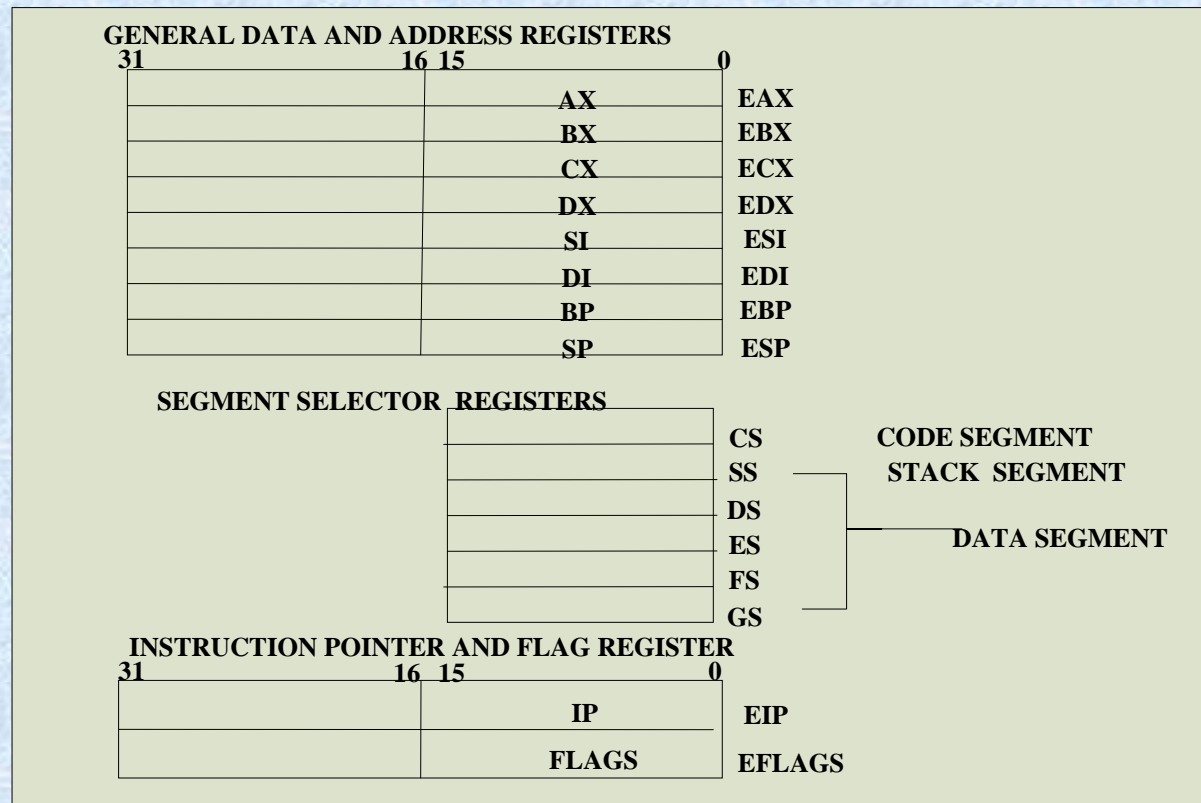 GENERAL DATA AND ADDRESS REGISTERS
31 16 15 0
AX EAX
BX EBX
CX ECX
DX EDX
SI ESI
DI EDI
BP EBP
SP ESP
SEGMENT SELECTOR REGISTERS
CS CODE SEGMENT
SS STACK SEGMENT
DS
ES DATA SEGMENT
FS
GS
INSTRUCTION POINTER AND FLAG REGISTER
31 16 15 0
IP EIP
FLAGS EFLAGS